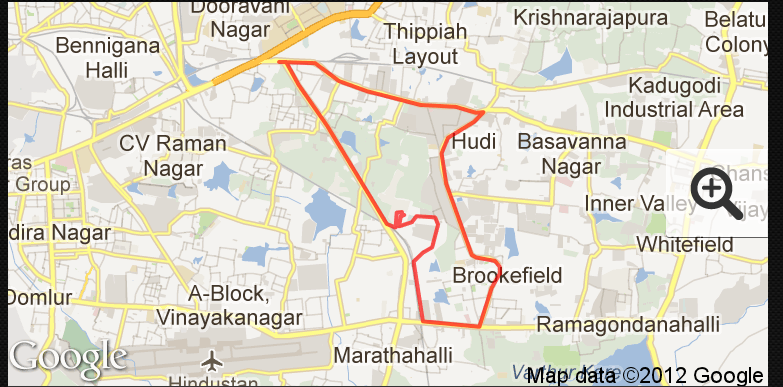 Dooravani
Nagar
Krishnarajapura
Belatu
Colony
Thippiah
Layout
Bennigana
Halli
Kadugodi
Industrial Area
CV Raman
Nagar
Hudi
Basavanna
Nagar
ras
Group
Inner Valley
dira Nagar
Whitefield
Brookefield
Domlur
A-Block,
Vinayakanagar
Ramagondanahalli
Marathahalli
Google
Hindustan
Map data ©2012 Google